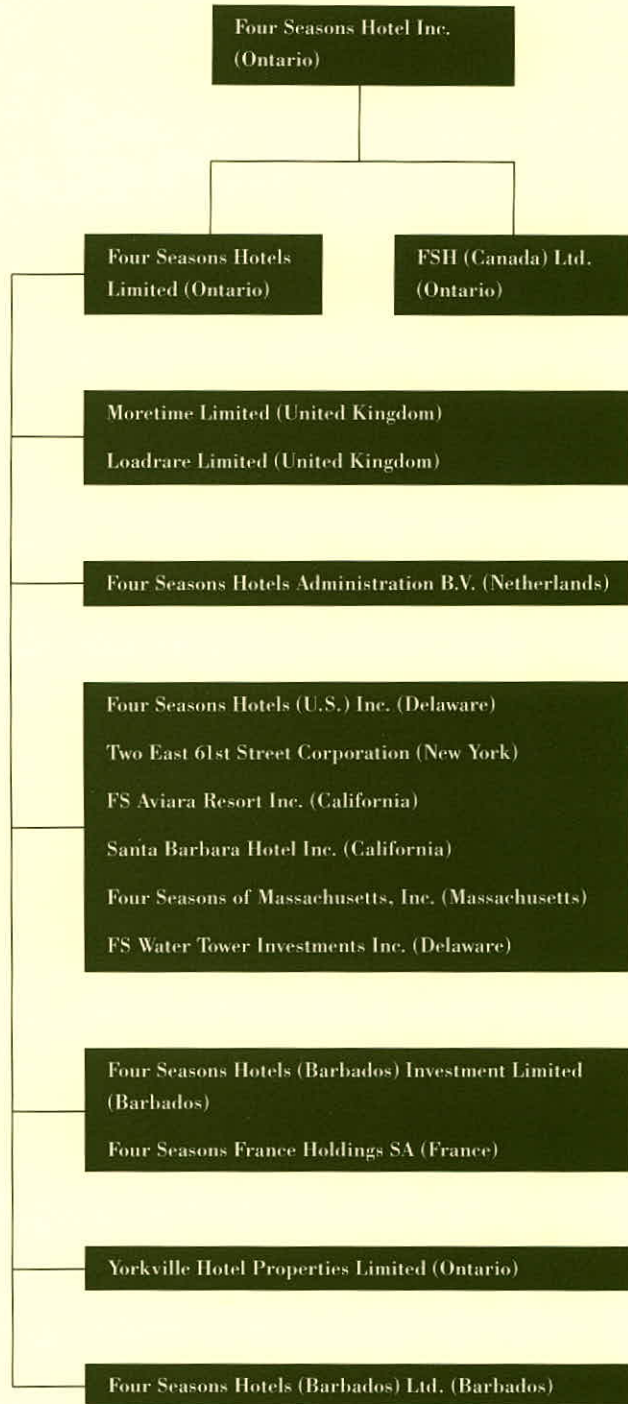 Four Seasons Hotel Inc.
(Ontario)
Four Seasons Hotels
Limited (Ontario)
FSH (Canada) Ltd.
(Ontario)
Moretime Limited (United Kingdom)
Loadrare Limited (United Kingdom)
Four Seasons Hotels Administration B.V. (Netherlands)
Four Seasons Hotels (U.S.) Inc. (Delaware)
Two East 61st Street Corporation (New York)
FS Aviara Resort Inc. (California)
Santa Barbara Hotel Inc. (California)
Four Seasons of Massachusetts, Inc. (Massachusetts)
FS Water Tower Investments Inc. (Delaware)
Four Seasons Hotels (Barbados) Investment Limited
(Barbados)
Four Seasons France Holdings SA (France)
Yorkville Hotel Properties Limited (Ontario)
Four Seasons Hotels (Barbados) Ltd. (Barbados)